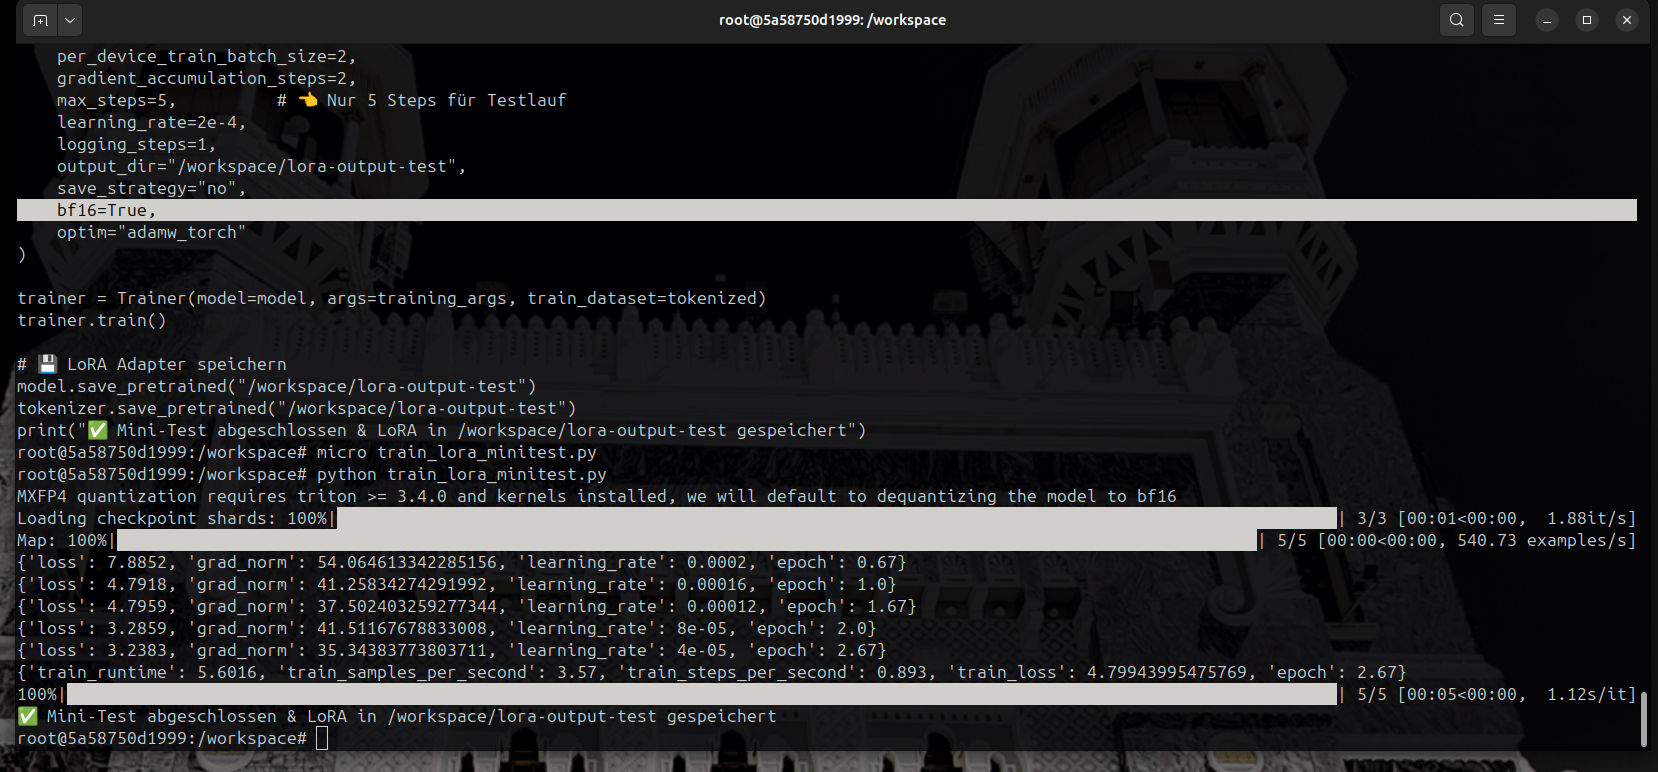 root@5a58750d1999: /workspace
per_device_train_batch_size=2,
gradient_accumulation_steps=2,
max_steps=5,          # 👈 Nur 5 Steps für Testlauf
learning_rate=2e-4,
logging_steps=1,
output_dir="/workspace/lora-output-test",
save_strategy="no",
bf16=True,
optim="adamw_torch"
)
trainer = Trainer(model=model, args=training_args, train_dataset=tokenized)
trainer.train()
# 💾 LoRA Adapter speichern
model.save_pretrained("/workspace/lora-output-test")
tokenizer.save_pretrained("/workspace/lora-output-test")
print("✅ Mini-Test abgeschlossen & LoRA in /workspace/lora-output-test gespeichert")
root@5a58750d1999:/workspace# micro train_lora_minitest.py
root@5a58750d1999:/workspace# python train_lora_minitest.py
MXFP4 quantization requires triton >= 3.4.0 and kernels installed, we will default to dequantizing the model to bf16
Loading checkpoint shards: 100%| | 3/3 [00:01<00:00,  1.88it/s]
Map: 100%| | 5/5 [00:00<00:00, 540.73 examples/s]
{'loss': 7.8852, 'grad_norm': 54.064613342285156, 'learning_rate': 0.0002, 'epoch': 0.67}
{'loss': 4.7918, 'grad_norm': 41.25834274291992, 'learning_rate': 0.00016, 'epoch': 1.0}
{'loss': 4.7959, 'grad_norm': 37.502403259277344, 'learning_rate': 0.00012, 'epoch': 1.67}
{'loss': 3.2859, 'grad_norm': 41.51167678833008, 'learning_rate': 8e-05, 'epoch': 2.0}
{'loss': 3.2383, 'grad_norm': 35.34383773803711, 'learning_rate': 4e-05, 'epoch': 2.67}
{'train_runtime': 5.6016, 'train_samples_per_second': 3.57, 'train_steps_per_second': 0.893, 'train_loss': 4.79943995475769, 'epoch': 2.67}
100%| | 5/5 [00:05<00:00,  1.12s/it]
✅ Mini-Test abgeschlossen & LoRA in /workspace/lora-output-test gespeichert
root@5a58750d1999:/workspace#